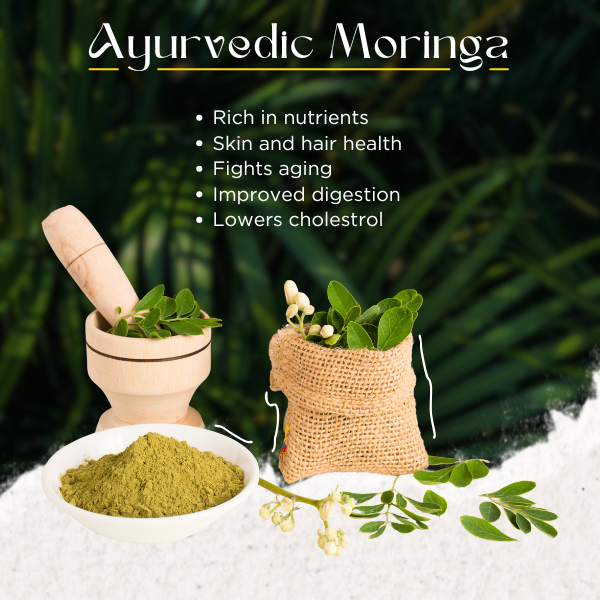 Ayurvedic Moringa
• Rich in nutrients
• Skin and hair health
• Fights aging
• Improved digestion
• Lowers cholestrol